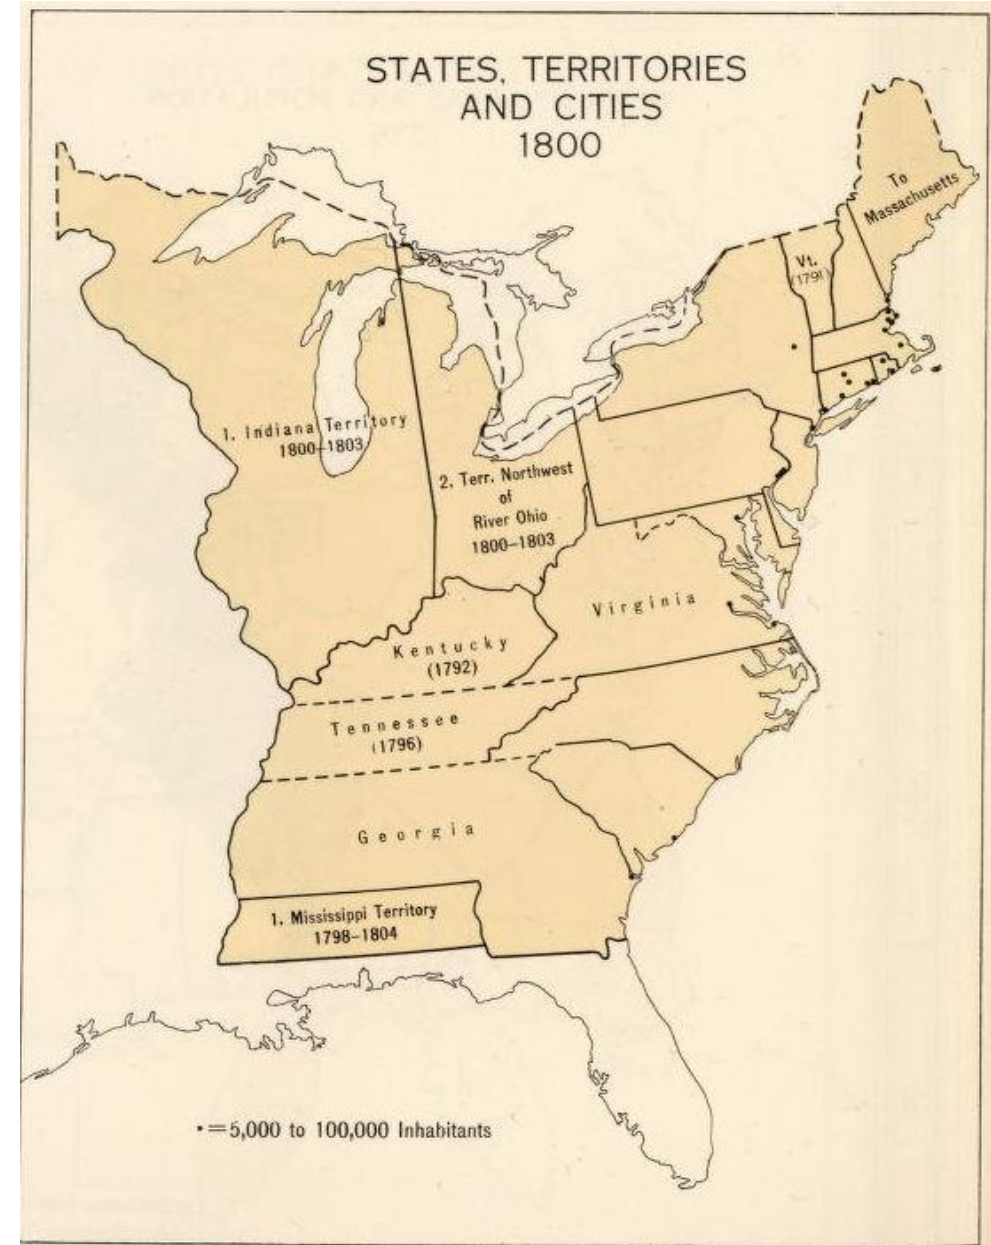 STATES, TERRITORIES
AND CITIES
1800
To
Massachusetts
Vt.
(1791)
1. Indiana Territory
1800–1803
2. Terr. Northwest
of
River Ohio
1800–1803
Virginia
Kentucky
(1792)
Tennessee
(1796)
Georgia
1. Mississippi Territory
1798–1804
•=5,000 to 100,000 Inhabitants